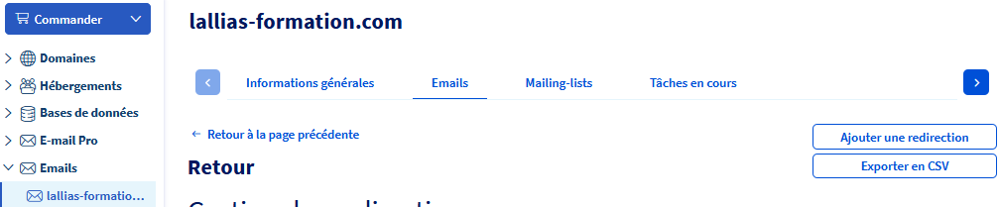 Commander
lallias-formation.com
Domaines
Hébergements
Bases de données
E-mail Pro
Emails
lallias-formatio...
Informations générales
Emails
Mailing-lists
Tâches en cours
← Retour à la page précédente
Ajouter une redirection
Retour
Exporter en CSV